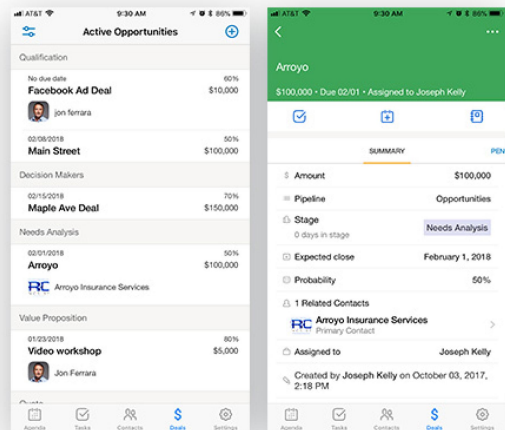 AT&T 9:30 AM 86%
Active Opportunities
Qualification
No due date 60%
Facebook Ad Deal $10,000
jon ferrara
02/08/2018 50%
Main Street $100,000
Decision Makers
02/15/2018 70%
Maple Ave Deal $150,000
Needs Analysis
02/01/2018 50%
Arroyo $100,000
RC Arroyo Insurance Services
Value Proposition
01/23/2018 80%
Video workshop $5,000
Jon Ferrara
Quote
Agenda Tasks Contacts Deals Settings
AT&T 9:30 AM 86%
Arroyo
$100,000 • Due 02/01 • Assigned to Joseph Kelly
SUMMARY PEN
$ Amount $100,000
Pipeline Opportunities
Stage Needs Analysis
0 days in stage
Expected close February 1, 2018
Probability 50%
1 Related Contacts
RC Arroyo Insurance Services
Primary Contact
Assigned to Joseph Kelly
Created by Joseph Kelly on October 03, 2017,
2:18 PM
Agenda Tasks Contacts Deals Settings